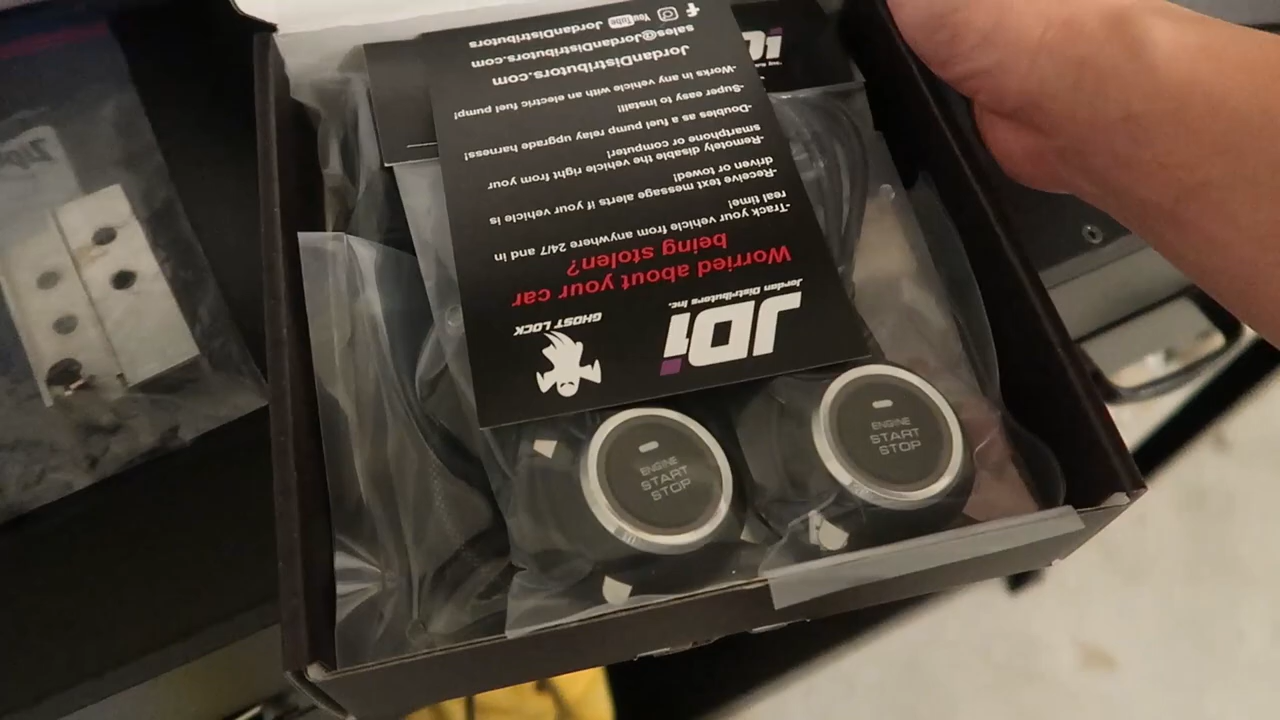 JDi
Jordan Distributors Inc.
GHOST LOCK
Worried about your car
being stolen?
-Track your vehicle from anywhere 24/7 and in
real time!
-Receive text message alerts if your vehicle is
driven or towed!
-Remotely disable the vehicle right from your
smartphone or computer!
-Doubles as a fuel pump relay upgrade harness!
-Super easy to install!
-Works in any vehicle with an electric fuel pump!
JordanDistributors.com
sales@JordanDistributors.com
YouTube JordanDistributors
ENGINE
START
STOP
ENGINE
START
STOP